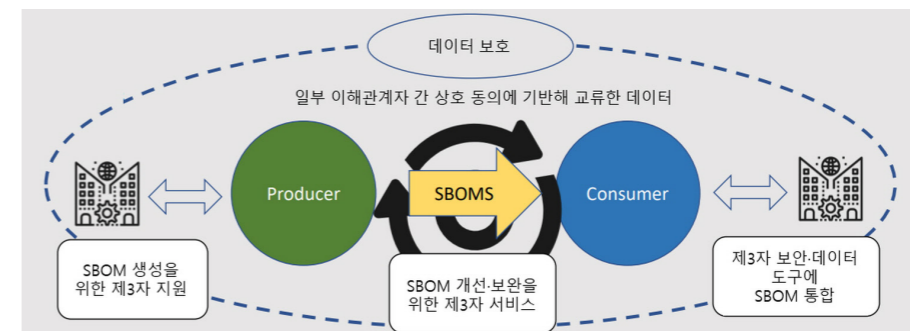 데이터 보호
일부 이해관계자 간 상호 동의에 기반해 교류한 데이터
Producer
SBOMS
Consumer
SBOM 생성을
위한 제3자 지원
SBOM 개선·보완을
위한 제3자 서비스
제3자 보안·데이터
도구에
SBOM 통합